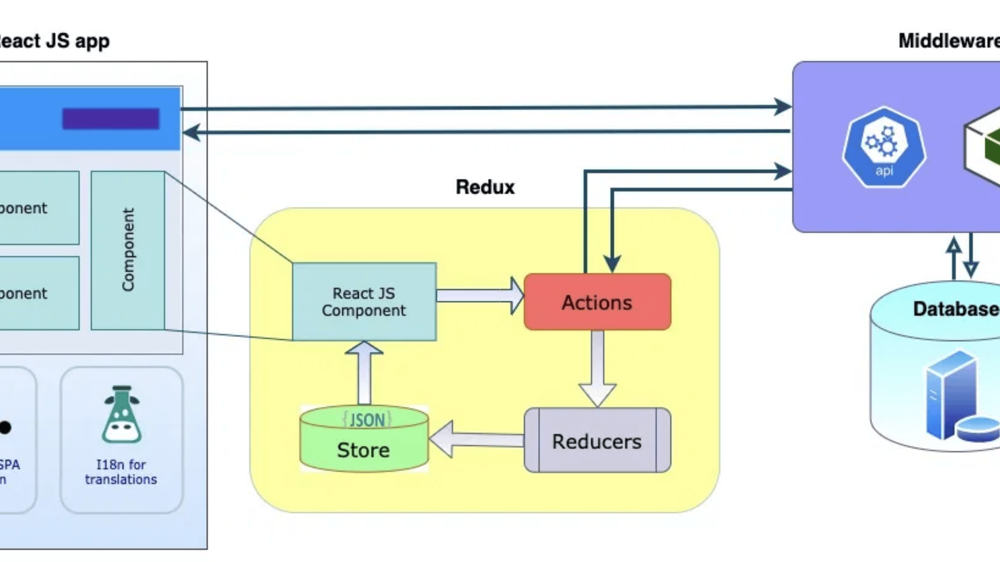 eact JS app
Middleware
api
Redux
ponent
Component
ponent
React JS
Component
Actions
Database
{JSON}
Store
Reducers
SPA
n
I18n for
translations